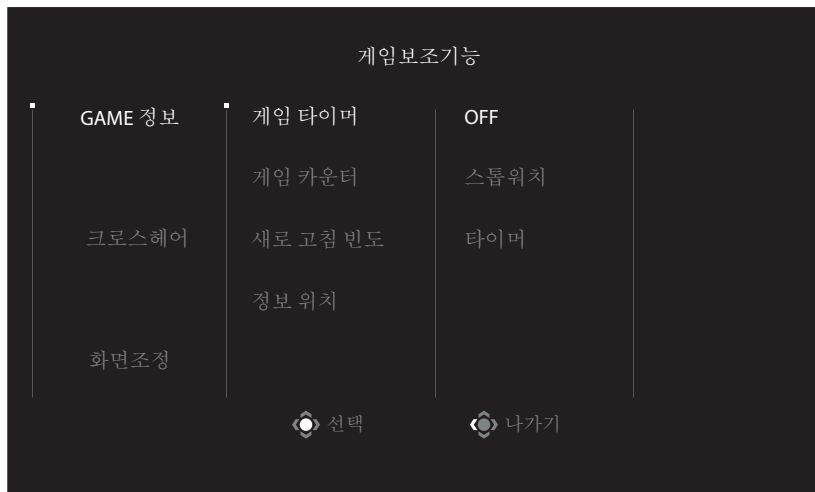 게임보조기능
GAME 정보 게임 타이머 OFF
게임 카운터 스톱위치
크로스헤어 새로 고침 빈도 타이머
정보 위치
화면조정
선택 나가기